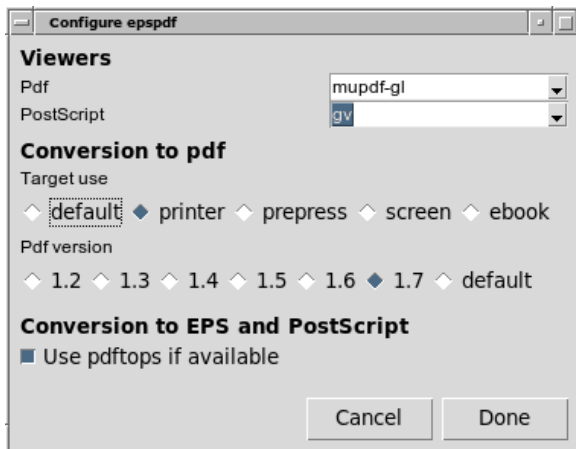 Configure epspdf
Viewers
Pdf mupdf-gl
PostScript gv
Conversion to pdf
Target use
default printer prepress screen ebook
Pdf version
1.2 1.3 1.4 1.5 1.6 1.7 default
Conversion to EPS and PostScript
Use pdftops if available
Cancel Done